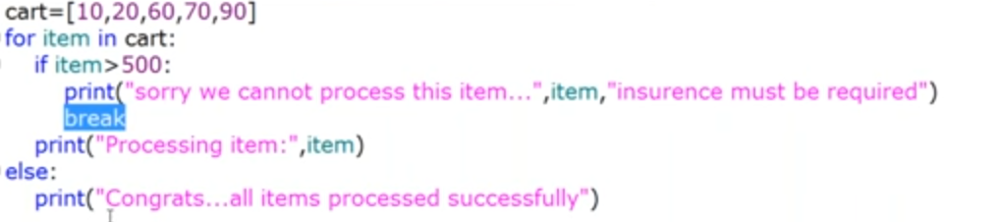 cart=[10,20,60,70,90]
for item in cart:
if item>500:
print("sorry we cannot process this item...",item,"insurence must be required")
break
print("Processing item:",item)
else:
print("Congrats...all items processed successfully")